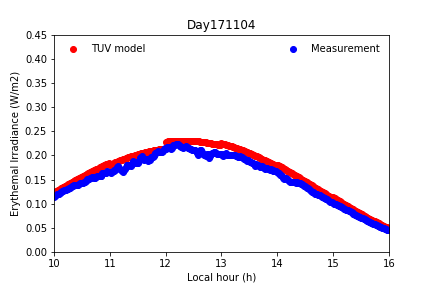 Day171104
TUV model
Measurement
Erythemal Irradiance (W/m2)
0.45
0.40
0.35
0.30
0.25
0.20
0.15
0.10
0.05
0.00
10 11 12 13 14 15 16
Local hour (h)